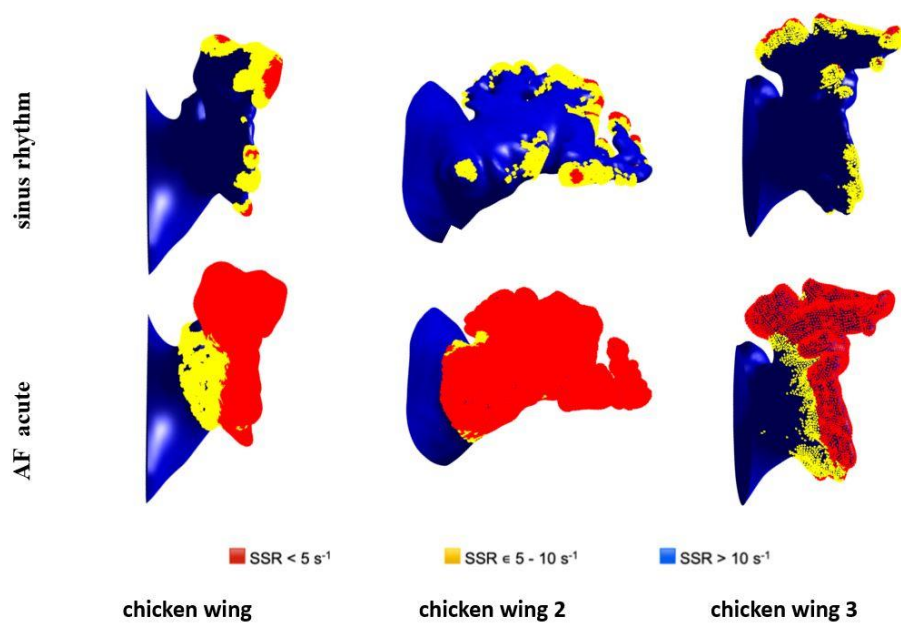 sinus rhythm
AF acute
SSR < 5 s⁻¹ SSR ∊ 5 - 10 s⁻¹ SSR > 10 s⁻¹
chicken wing chicken wing 2 chicken wing 3